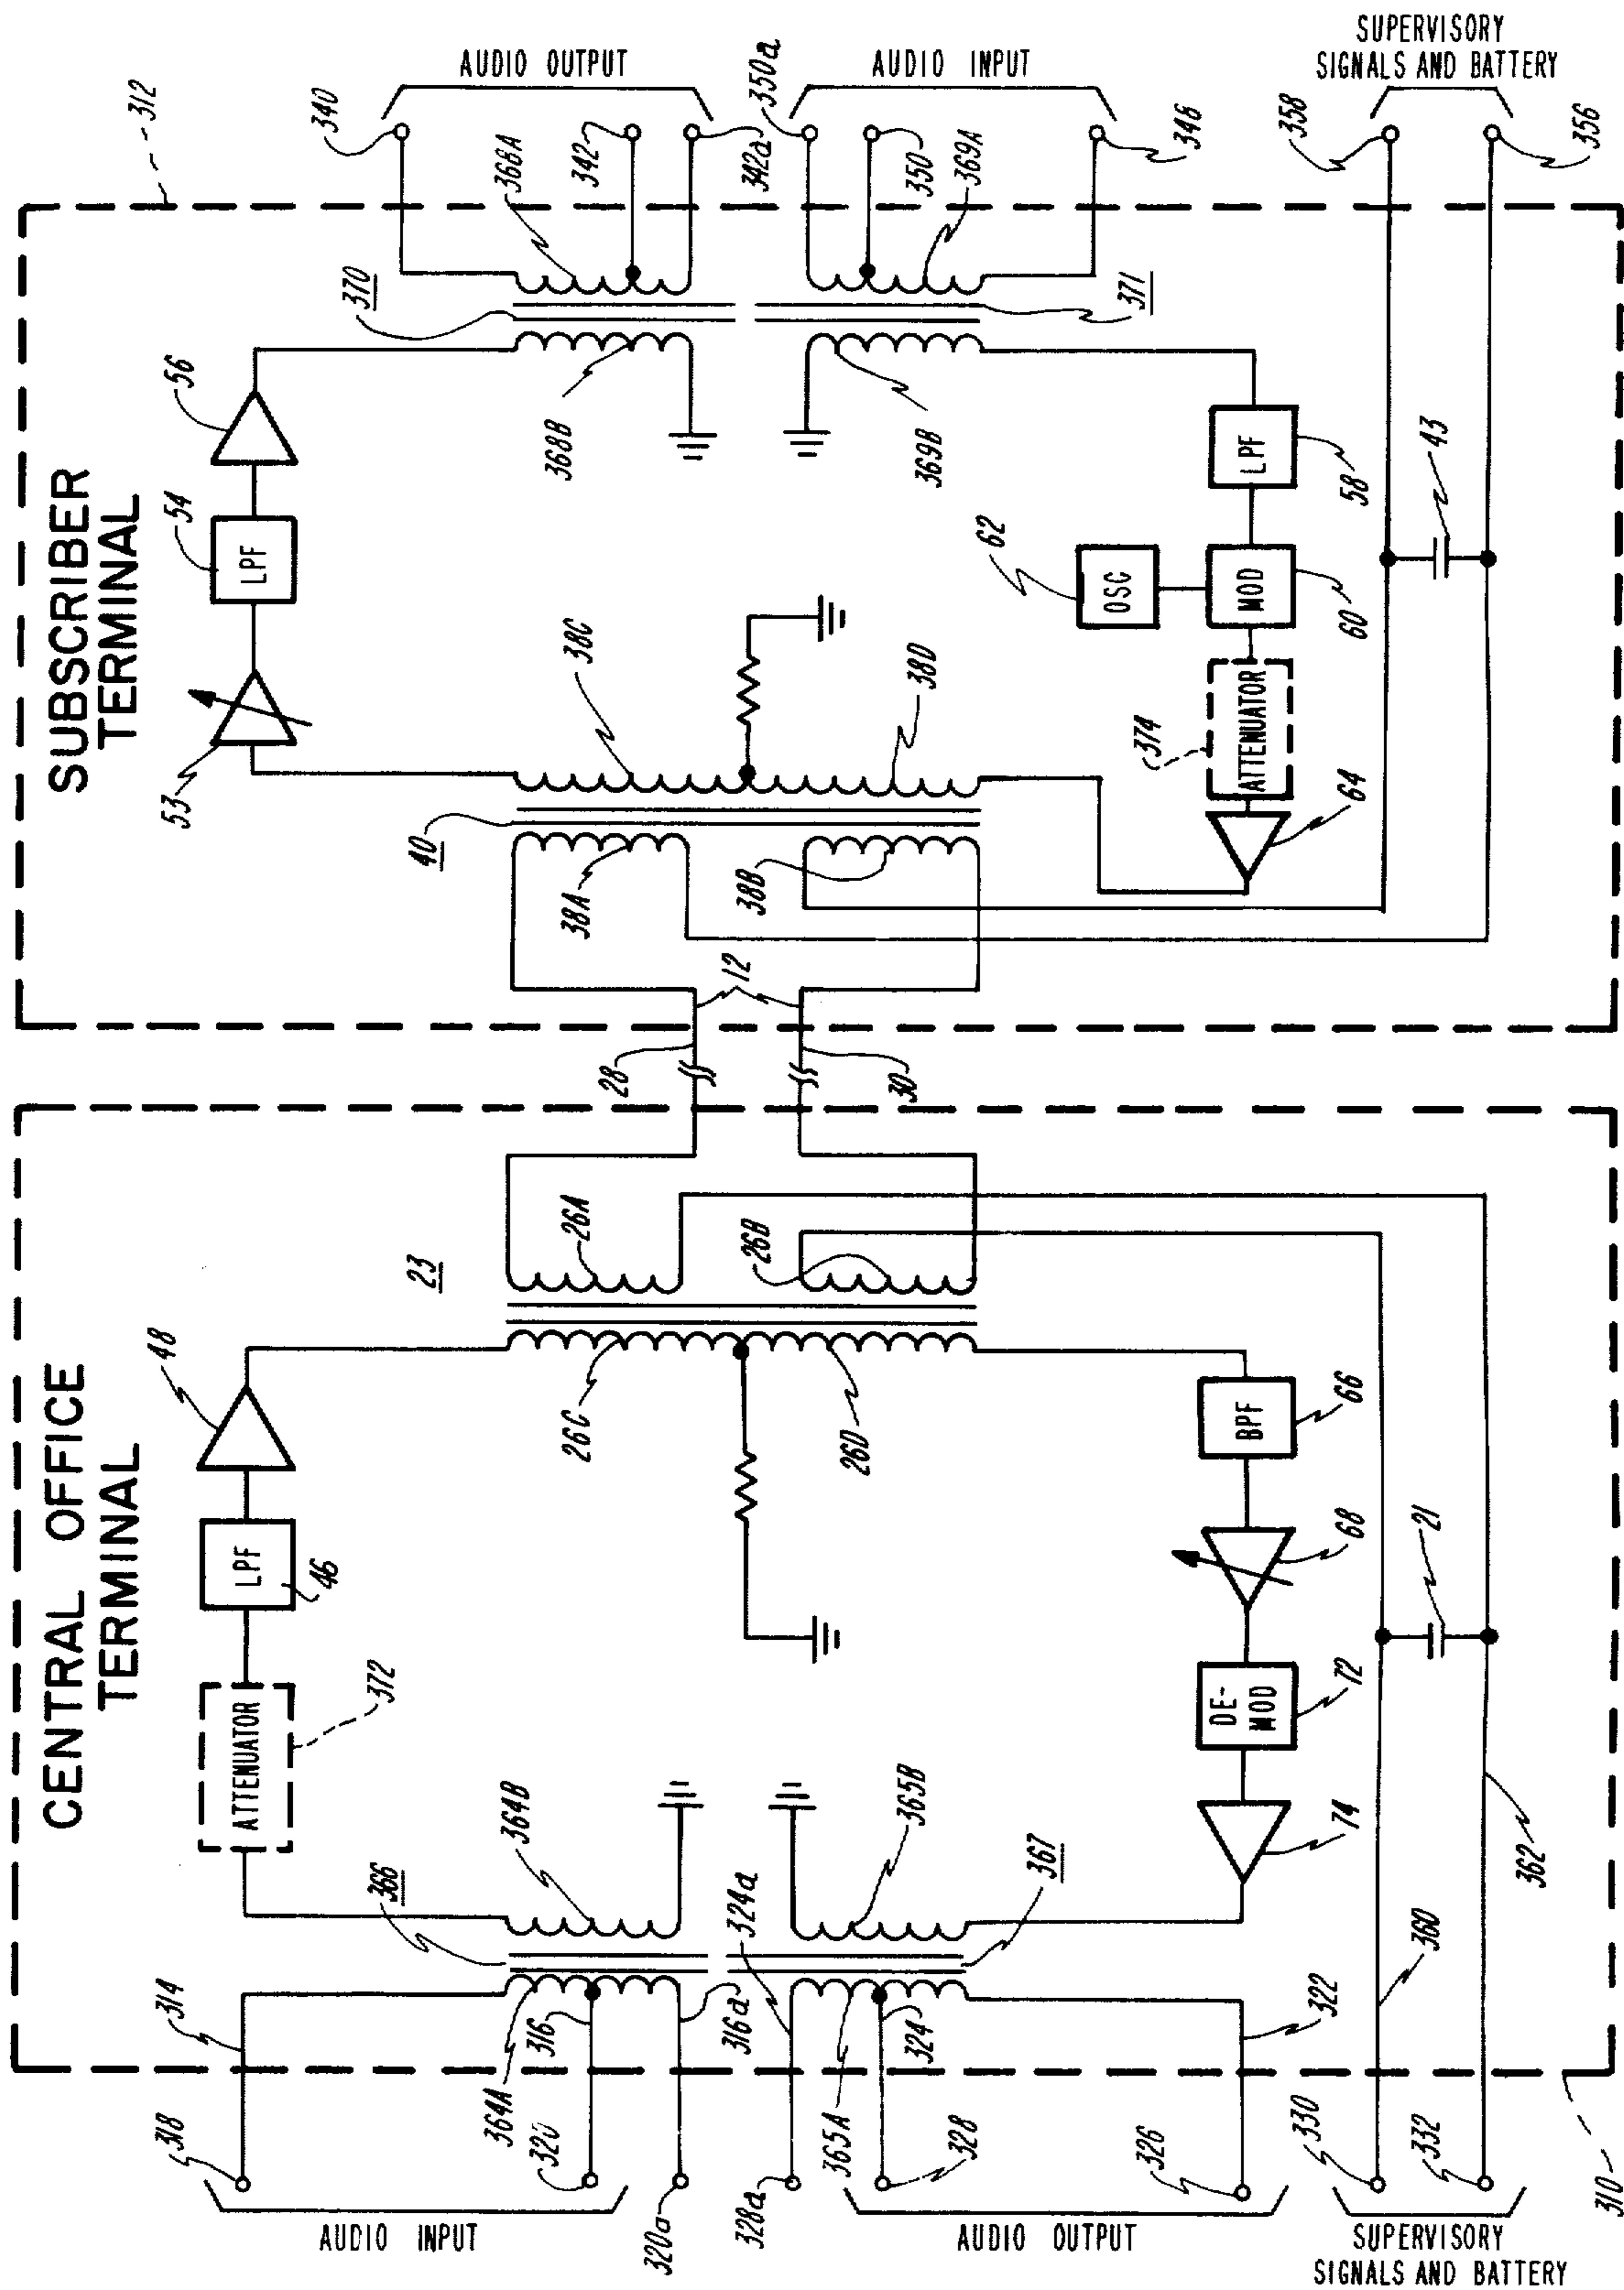 CENTRAL OFFICE
TERMINAL
SUBSCRIBER
TERMINAL
312
314
318
366
364B
364A
316
320
316a
320a
324a
328a
365A
324
328
365B
367
322
326
AUDIO INPUT
AUDIO OUTPUT
ATTENUATOR
372
LPF
46
48
23
26A
26B
26C
26D
BPF
66
68
DE-
MOD
72
74
21
360
362
330
332
310
SUPERVISORY
SIGNALS AND BATTERY
28
30
12
53
LPF
54
56
40
38A
38B
38C
38D
370
368A
368B
369A
369B
371
340
342
342a
350a
350
346
AUDIO OUTPUT
AUDIO INPUT
OSC
62
LPF
58
MOD
60
ATTENUATOR
374
64
43
358
356
SUPERVISORY
SIGNALS AND BATTERY